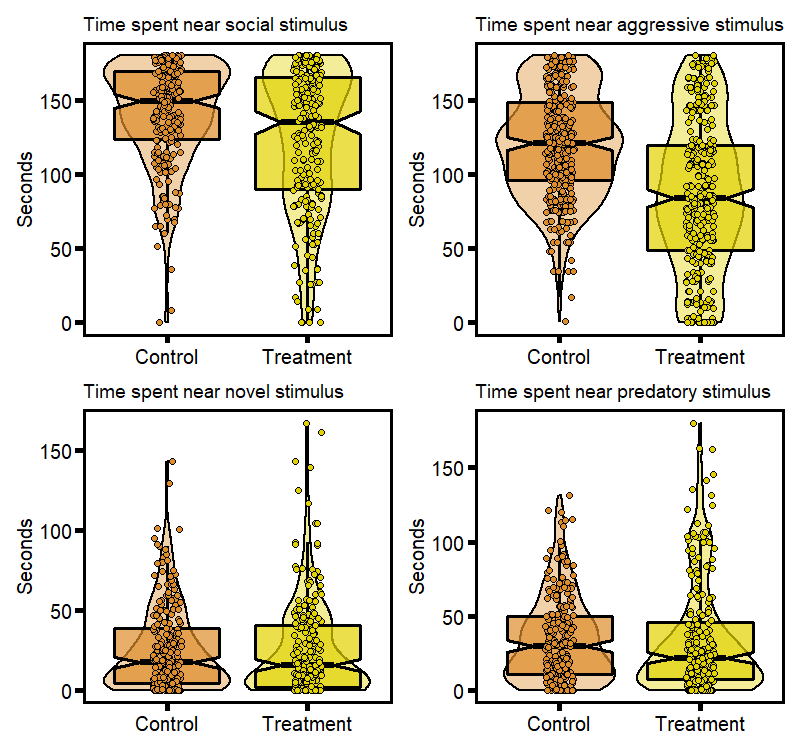 Time spent near social stimulus
Seconds
150
100
50
0
Control Treatment
Time spent near aggressive stimulus
Seconds
150
100
50
0
Control Treatment
Time spent near novel stimulus
Seconds
150
100
50
0
Control Treatment
Time spent near predatory stimulus
Seconds
150
100
50
0
Control Treatment